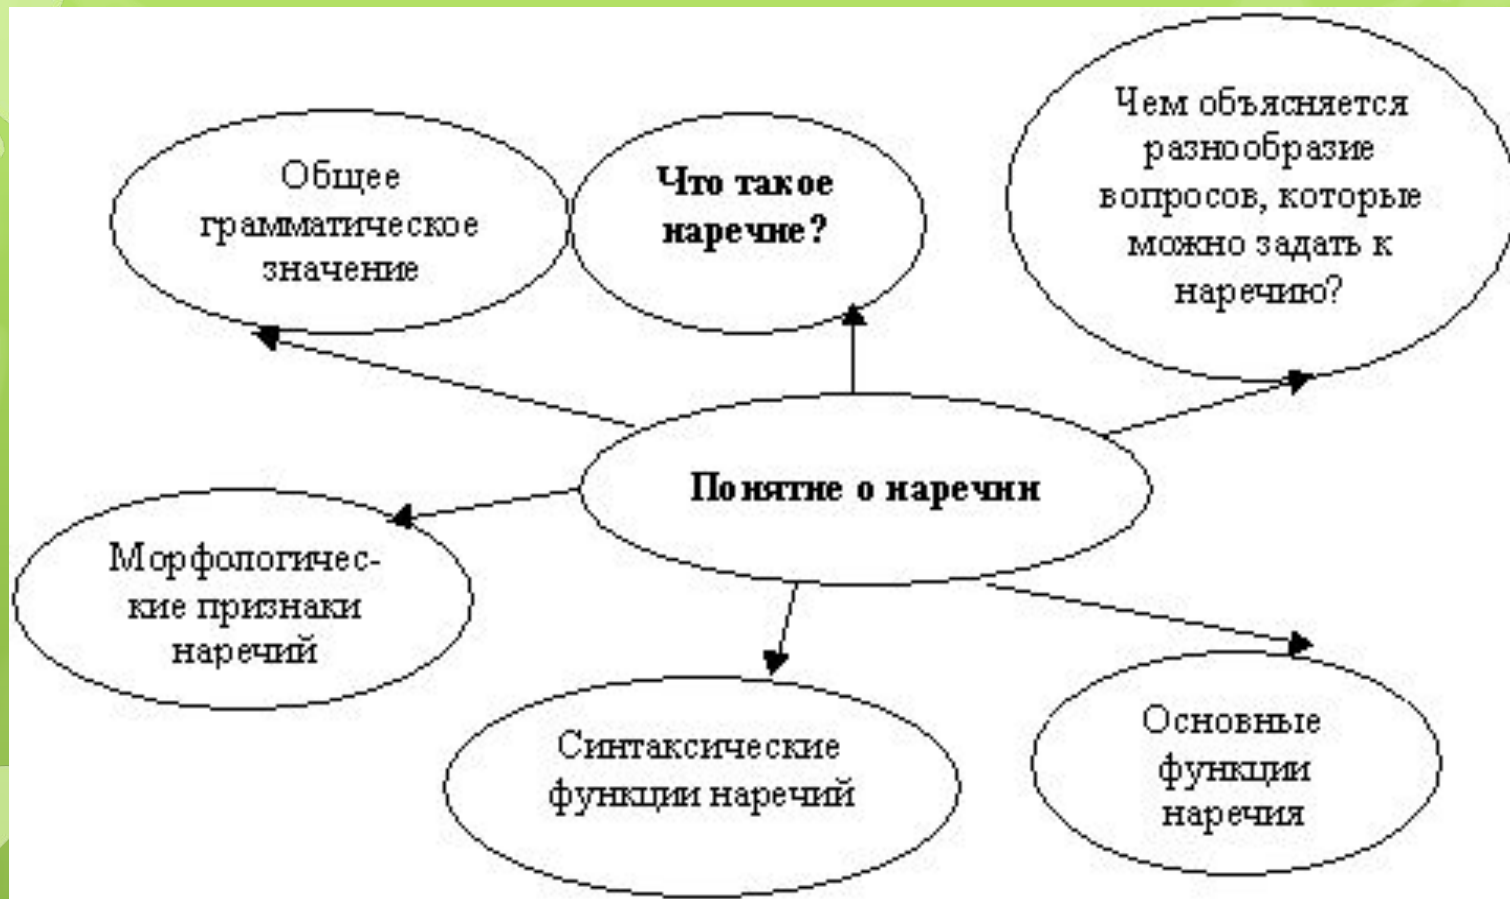 Общее
грамматическое
значение
Что такое
наречие?
Чем объясняется
разнообразие
вопросов, которые
можно задать к
наречию?
Понятие о наречии
Морфологичес-
кие признаки
наречий
Синтаксические
функции наречий
Основные
функции
наречия